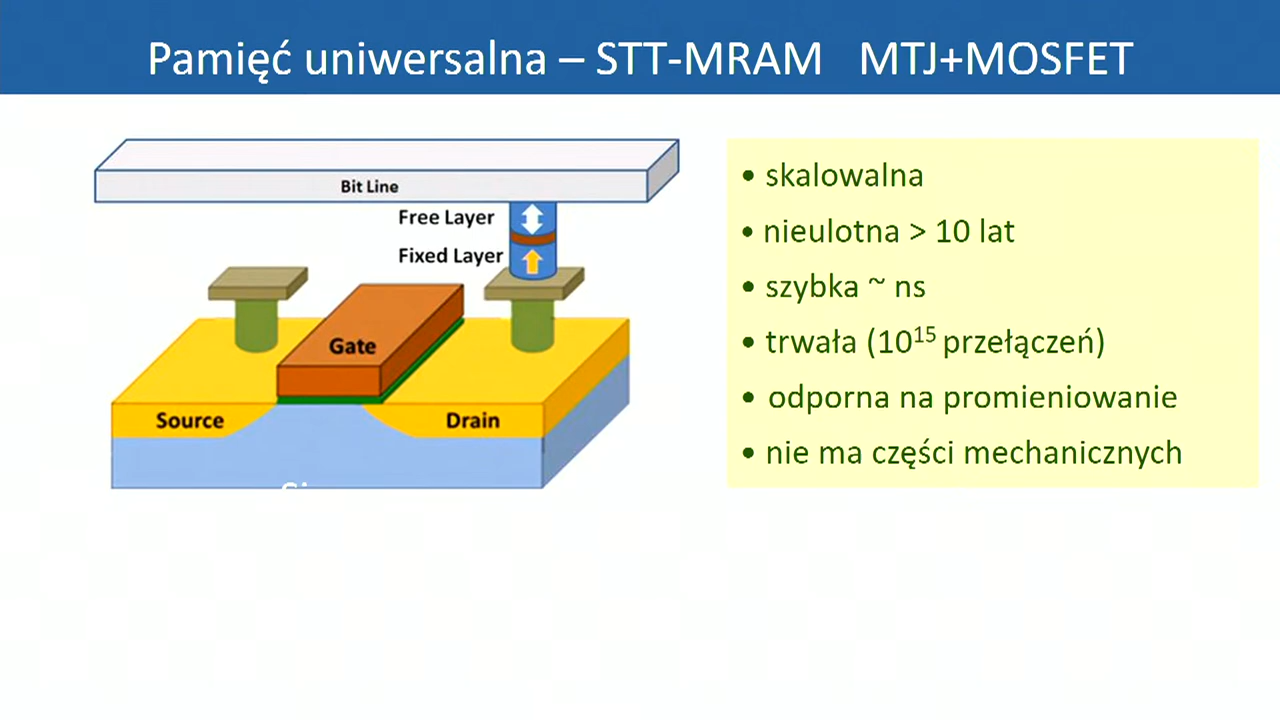 Pamięć uniwersalna – STT-MRAM MTJ+MOSFET
Bit Line
Free Layer
Fixed Layer
Gate
Source
Drain
• skalowalna
• nieulotna > 10 lat
• szybka ~ ns
• trwała (10¹⁵ przełączeń)
• odporna na promieniowanie
• nie ma części mechanicznych